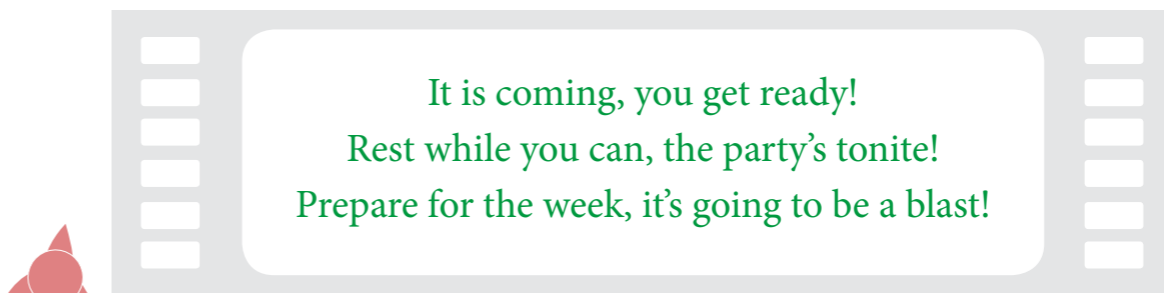 It is coming, you get ready!
Rest while you can, the party’s tonite!
Prepare for the week, it’s going to be a blast!